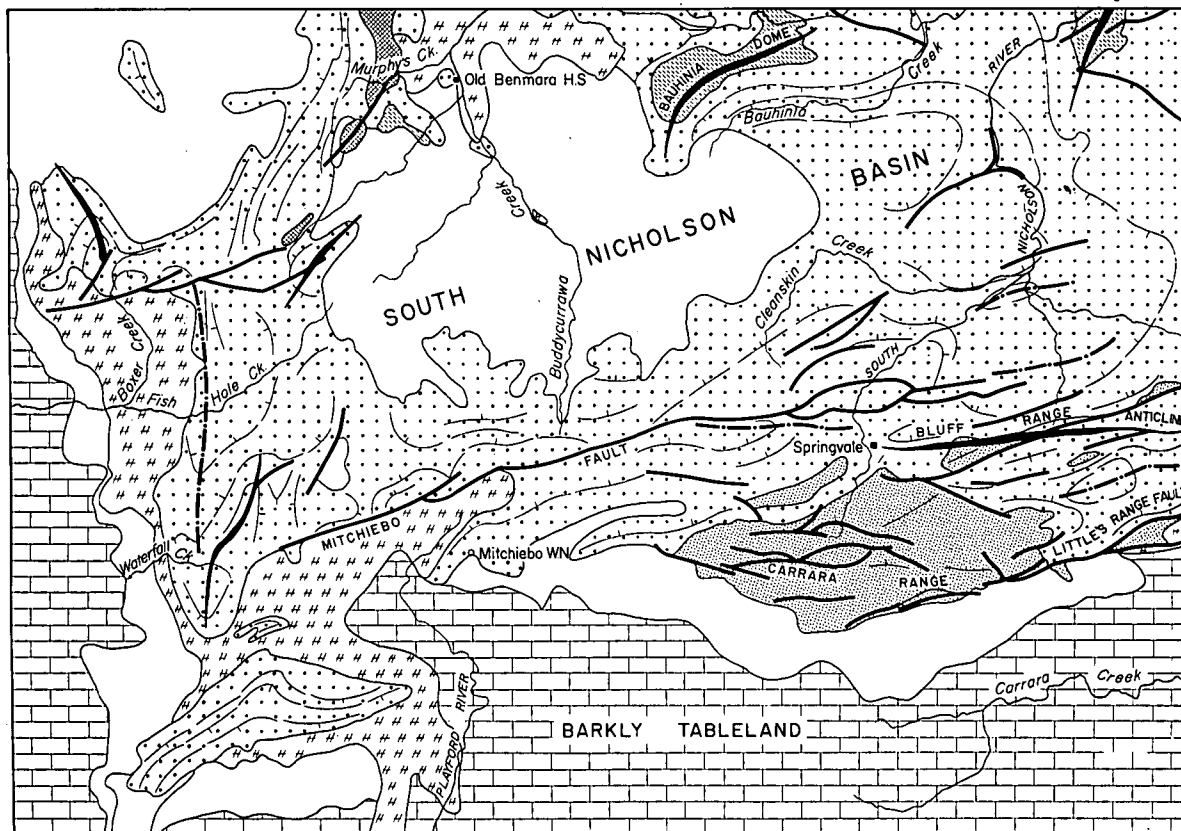 Murphys Ck.
Old Benmara H.S
BAUHINIA DOME
Creek
Bauhinia
RIVER
NICHOLSON
BASIN
NICHOLSON
SOUTH
Creek
Buddycurrawa
Creek
Cleanskin
SOUTH
Boxer Creek
Fish Hole Ck.
BLUFF RANGE ANTICLINE
Springvale
FAULT
MITCHIEBO
LITTLE'S RANGE FAULT
Mitchiebo WN
Waterfall Ck
CARRARA RANGE
Carrara Creek
PLAYFORD RIVER
BARKLY TABLELAND